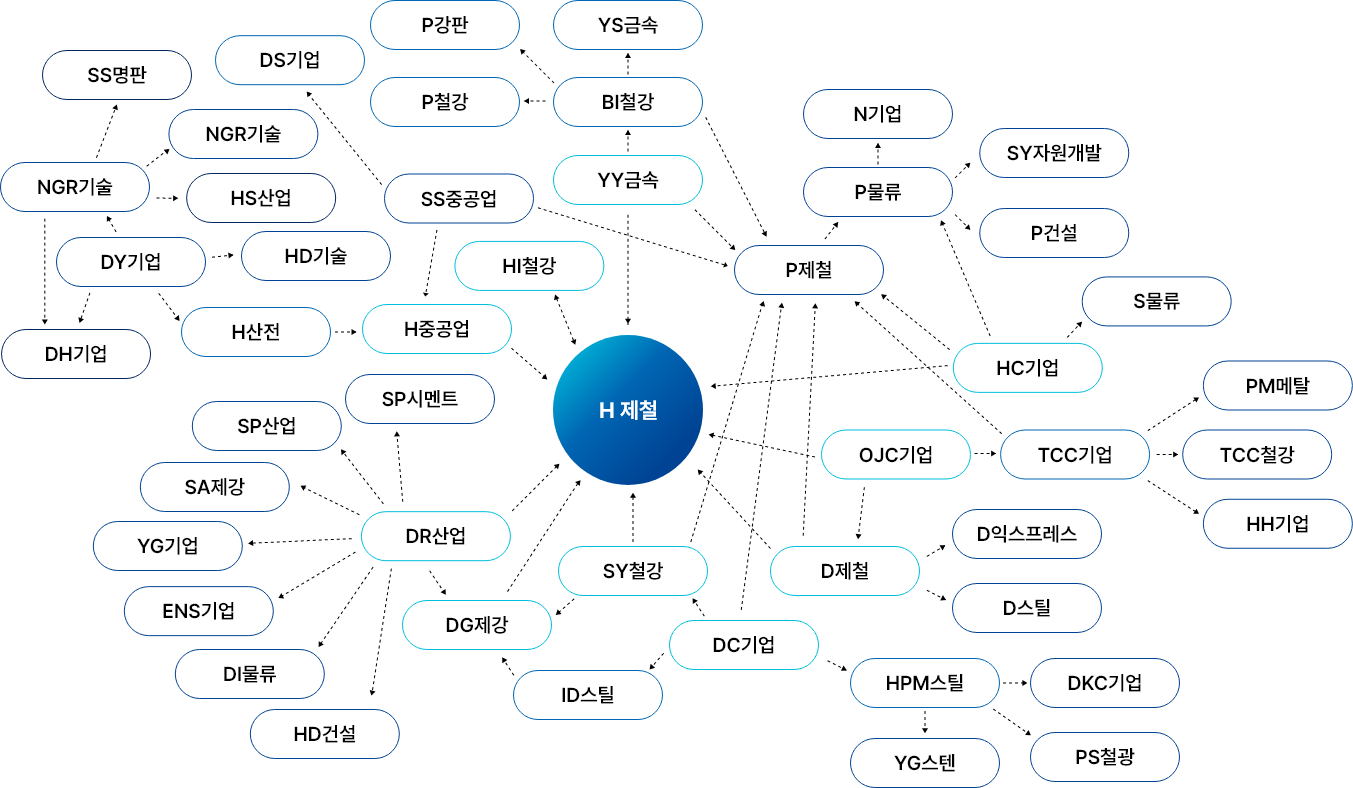 P강판
YS금속
DS기업
SS명판
P철강
BI철강
N기업
NGR기술
SY자원개발
NGR기술
HS산업
SS중공업
YY금속
P물류
P건설
DY기업
HD기술
HI철강
P제철
S물류
DH기업
H산전
H중공업
HC기업
PM메탈
SP시멘트
H 제철
SP산업
OJC기업
TCC기업
TCC철강
SA제강
HH기업
YG기업
DR산업
D익스프레스
SY철강
D제철
ENS기업
DG제강
D스틸
DC기업
DI물류
ID스틸
HPM스틸
DKC기업
HD건설
YG스텐
PS철광